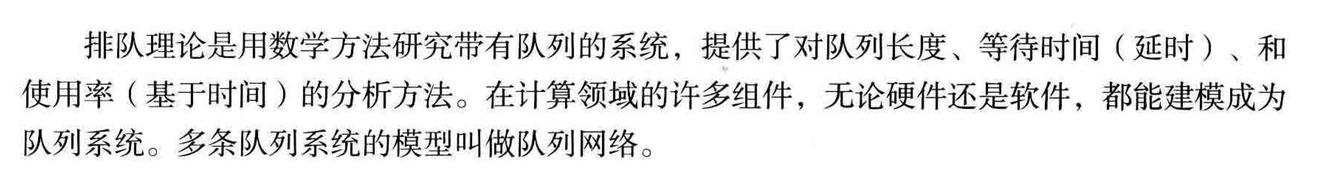 排队理论是用数学方法研究带有队列的系统，提供了对队列长度、等待时间（延时）、和
使用率（基于时间）的分析方法。在计算领域的许多组件，无论硬件还是软件，都能建模成为
队列系统。多条队列系统的模型叫做队列网络。